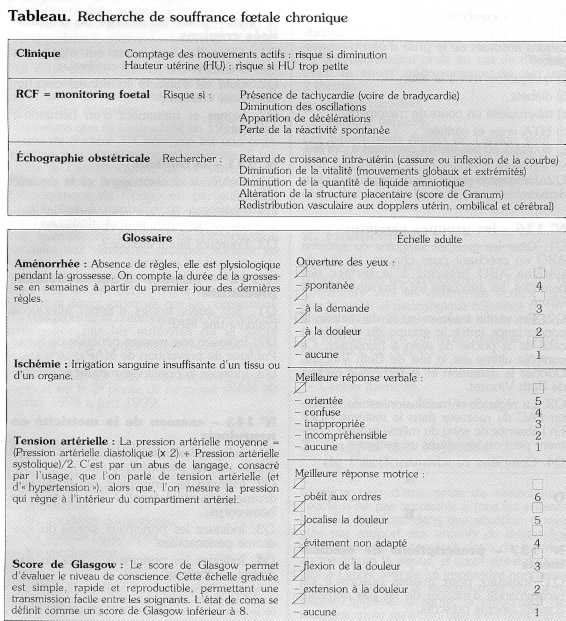 Tableau. Recherche de souffrance fœtale chronique
Clinique
Comptage des mouvements actifs : risque si diminution
Hauteur utérine (HU) : risque si HU trop petite
RCF = monitoring foetal Risque si : Présence de tachycardie (voire de bradycardie)
Diminution des oscillations
Apparition de décélérations
Perte de la réactivité spontanée
Échographie obstétricale Rechercher : Retard de croissance intra-utérin (cassure ou inflexion de la courbe)
Diminution de la vitalité (mouvements globaux et extrémités)
Diminution de la quantité de liquide amniotique
Altération de la structure placentaire (score de Granum)
Redistribution vasculaire aux dopplers utérin, ombilical et cérébral)
Glossaire
Aménorrhée : Absence de règles, elle est plysiologique
pendant la grossesse. On compte la durée de la grosses-
se en semaines à partir du premier jour des dernières
règles.
Ischémie : Irrigation sanguine insuffisante d'un tissu ou
d'un organe.
Tension artérielle : La pression artérielle moyenne =
(Pression artérielle diastolique (x 2) + Pression artérielle
systolique)/2. C'est par un abus de langage, consacré
par l'usage, que l'on parle de tension artérielle (et
d'« hypertension »), alors que, l'on mesure la pression
qui règne à l'intérieur du compartiment artériel.
Score de Glasgow : Le score de Glasgow permet
d'évaluer le niveau de conscience. Cette échelle graduée
est simple, rapide et reproductible, permettant une
transmission facile entre les soignants. L'état de coma se
définit comme un score de Glasgow inférieur à 8.
Échelle adulte
Ouverture des yeux :
– spontanée 4
– à la demande 3
– à la douleur 2
– aucune 1
Meilleure réponse verbale :
– orientée 5
– confuse 4
– inappropriée 3
– incompréhensible 2
– aucune 1
Meilleure réponse motrice :
– obéit aux ordres 6
– localise la douleur 5
– évitement non adapté 4
– flexion de la douleur 3
– extension à la douleur 2
– aucune 1